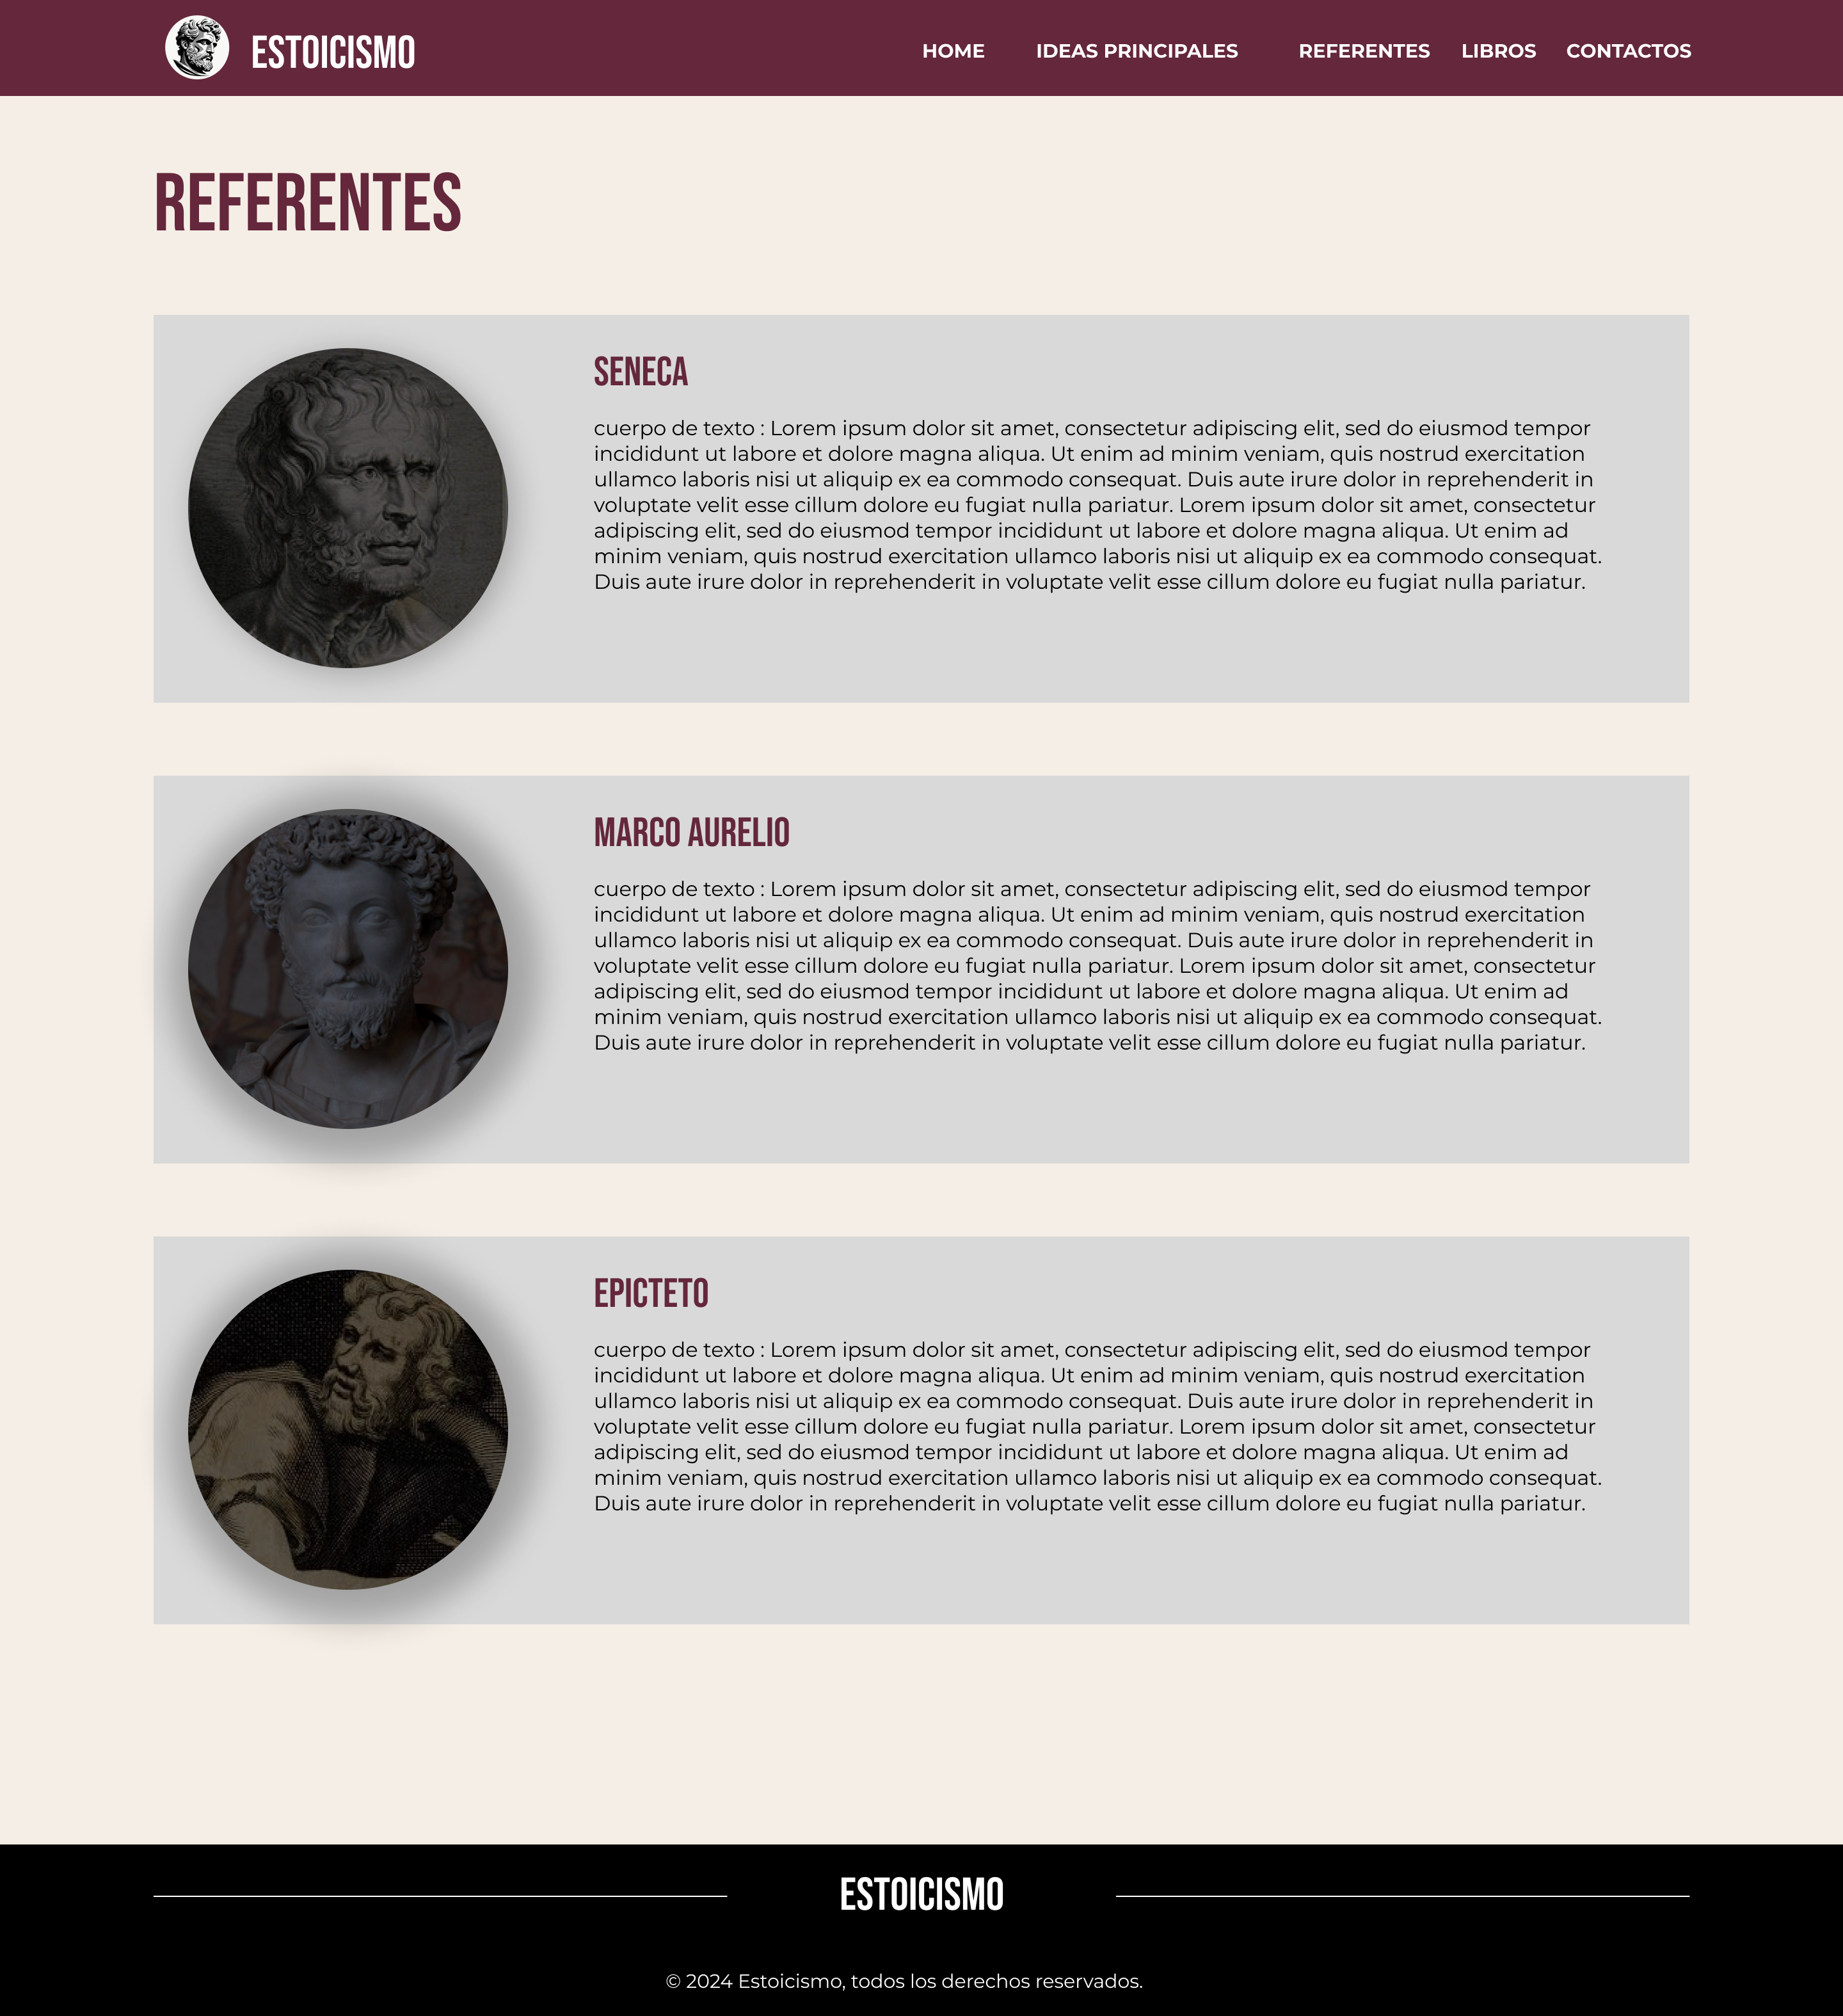 ESTOICISMO
HOME IDEAS PRINCIPALES REFERENTES LIBROS CONTACTOS
REFERENTES
SENECA
cuerpo de texto : Lorem ipsum dolor sit amet, consectetur adipiscing elit, sed do eiusmod tempor
incididunt ut labore et dolore magna aliqua. Ut enim ad minim veniam, quis nostrud exercitation
ullamco laboris nisi ut aliquip ex ea commodo consequat. Duis aute irure dolor in reprehenderit in
voluptate velit esse cillum dolore eu fugiat nulla pariatur. Lorem ipsum dolor sit amet, consectetur
adipiscing elit, sed do eiusmod tempor incididunt ut labore et dolore magna aliqua. Ut enim ad
minim veniam, quis nostrud exercitation ullamco laboris nisi ut aliquip ex ea commodo consequat.
Duis aute irure dolor in reprehenderit in voluptate velit esse cillum dolore eu fugiat nulla pariatur.
MARCO AURELIO
cuerpo de texto : Lorem ipsum dolor sit amet, consectetur adipiscing elit, sed do eiusmod tempor
incididunt ut labore et dolore magna aliqua. Ut enim ad minim veniam, quis nostrud exercitation
ullamco laboris nisi ut aliquip ex ea commodo consequat. Duis aute irure dolor in reprehenderit in
voluptate velit esse cillum dolore eu fugiat nulla pariatur. Lorem ipsum dolor sit amet, consectetur
adipiscing elit, sed do eiusmod tempor incididunt ut labore et dolore magna aliqua. Ut enim ad
minim veniam, quis nostrud exercitation ullamco laboris nisi ut aliquip ex ea commodo consequat.
Duis aute irure dolor in reprehenderit in voluptate velit esse cillum dolore eu fugiat nulla pariatur.
EPICTETO
cuerpo de texto : Lorem ipsum dolor sit amet, consectetur adipiscing elit, sed do eiusmod tempor
incididunt ut labore et dolore magna aliqua. Ut enim ad minim veniam, quis nostrud exercitation
ullamco laboris nisi ut aliquip ex ea commodo consequat. Duis aute irure dolor in reprehenderit in
voluptate velit esse cillum dolore eu fugiat nulla pariatur. Lorem ipsum dolor sit amet, consectetur
adipiscing elit, sed do eiusmod tempor incididunt ut labore et dolore magna aliqua. Ut enim ad
minim veniam, quis nostrud exercitation ullamco laboris nisi ut aliquip ex ea commodo consequat.
Duis aute irure dolor in reprehenderit in voluptate velit esse cillum dolore eu fugiat nulla pariatur.
ESTOICISMO
© 2024 Estoicismo, todos los derechos reservados.